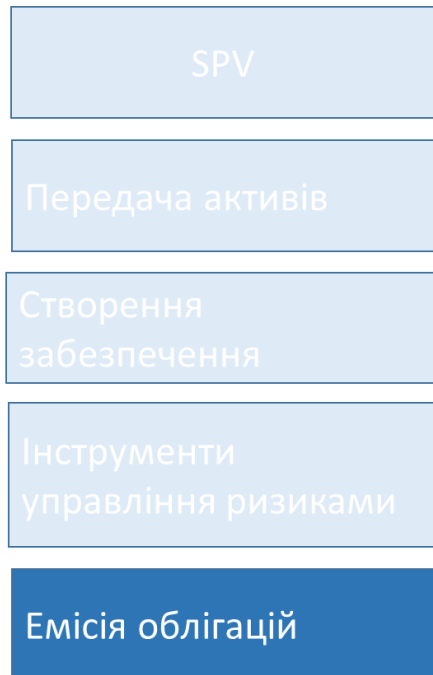 SPV
Передача активів
Створення
забезпечення
Інструменти
управління ризиками
Емісія облігацій